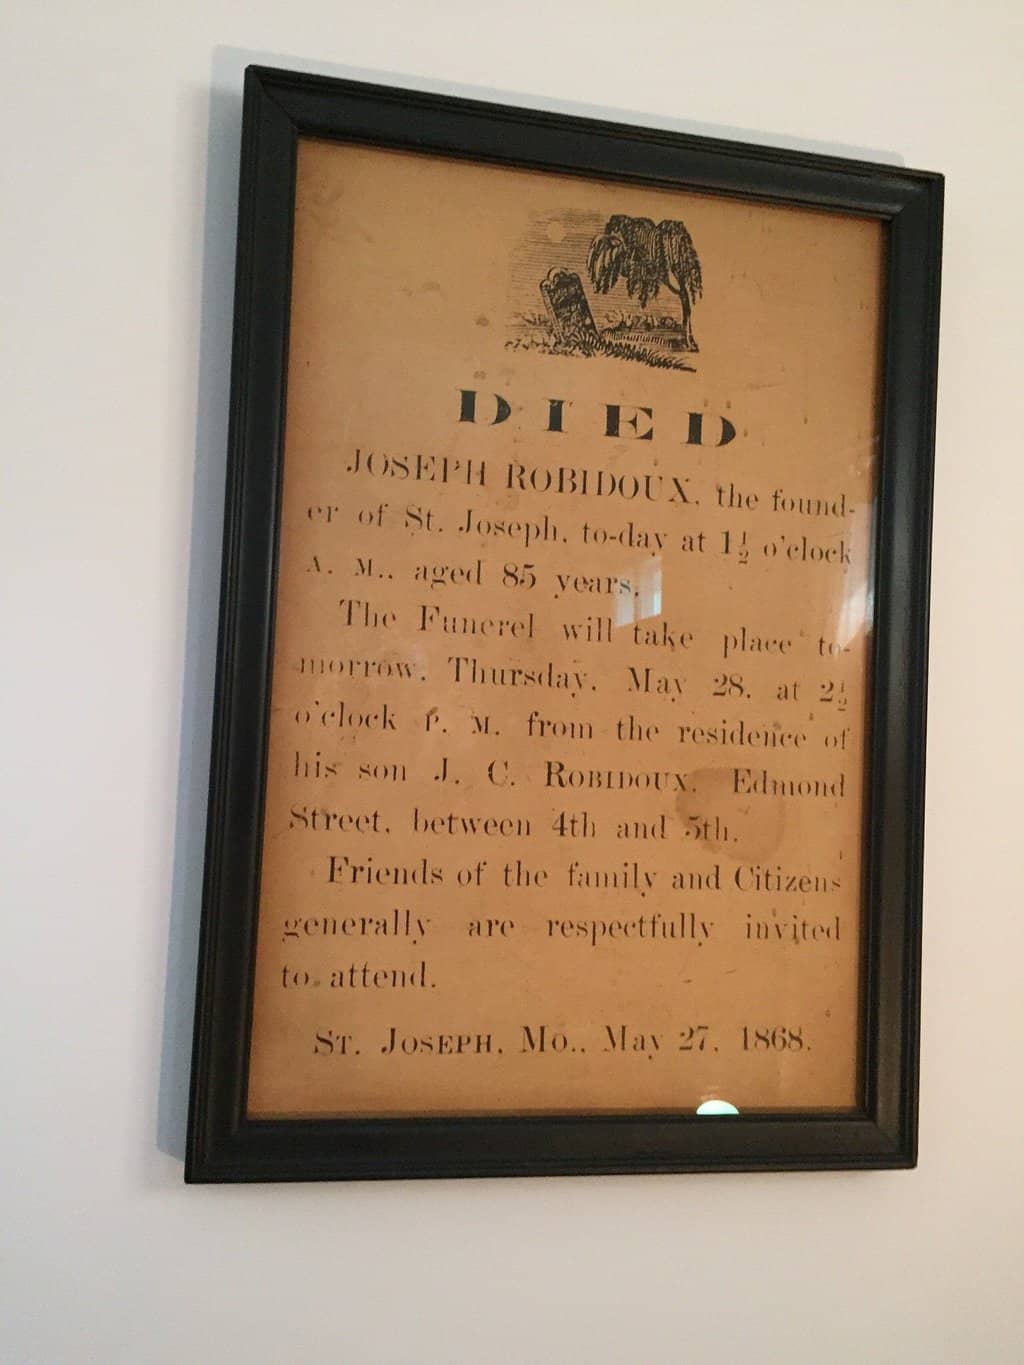 DIED
JOSEPH ROBIDOUX, the found-
er of St. Joseph, to-day at 1½ o'clock
A. M., aged 85 years.
The Funerel will take place to-
morrow, Thursday, May 28, at 2½
o'clock P. M. from the residence of
his son J. C. ROBIDOUX, Edmond
Street, between 4th and 5th.
Friends of the family and Citizens
generally are respectfully invited
to attend.
ST. JOSEPH, MO., May 27, 1868.